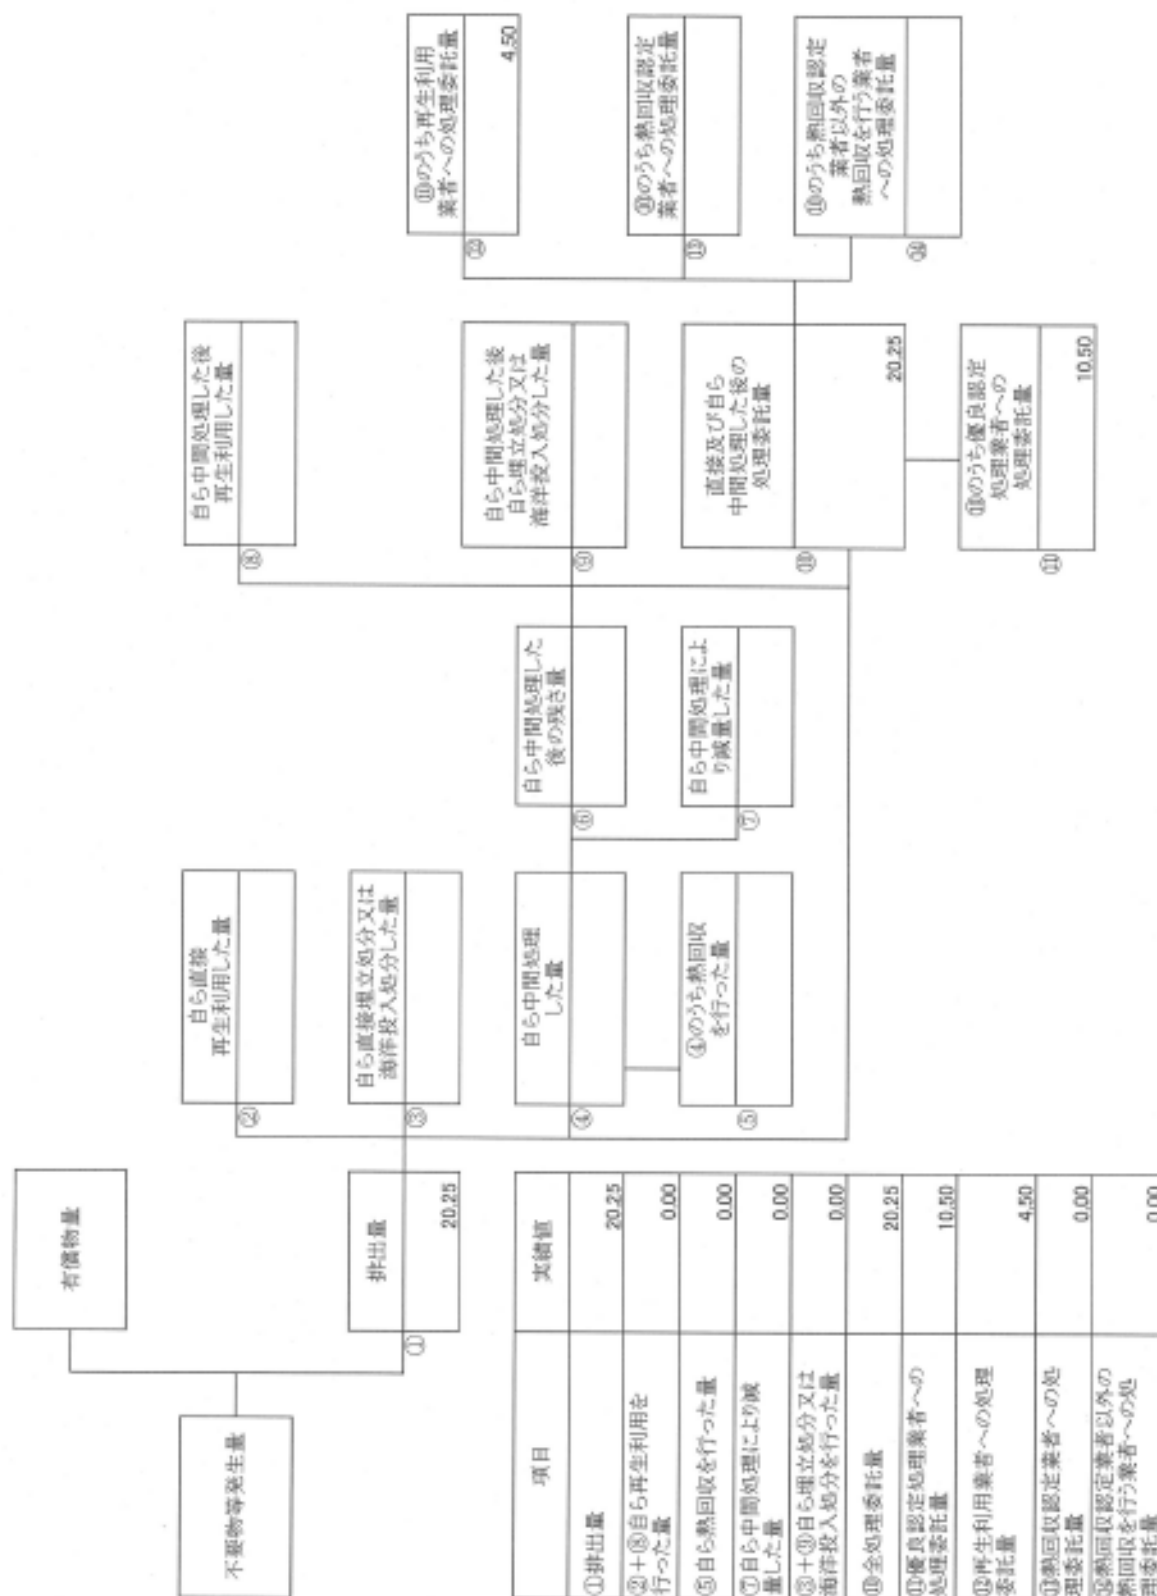 不要物等発生量
有償物量
①
排出量
20.25
②
自ら直接
再生利用した量
③
自ら直接埋立処分又は
海洋投入処分した量
④
自ら中間処理
した量
⑤
④のうち熱回収
を行った量
⑥
自ら中間処理した
後の残さ量
⑦
自ら中間処理によ
り減量した量
⑧
自ら中間処理した後
再生利用した量
⑨
自ら中間処理した後
自ら埋立処分又は
海洋投入処分した量
⑩
直接及び自ら
中間処理した後の
処理委託量
20.25
⑪
⑩のうち優良認定
処理業者への
処理委託量
10.50
⑫
⑩のうち再生利用
業者への処理委託量
4.50
⑬
⑩のうち熱回収認定
業者への処理委託量
⑭
⑩のうち熱回収認定
業者以外の
熱回収を行う業者
への処理委託量
項目 実績値
①排出量 20.25
②+⑧自ら再生利用を
行った量 0.00
⑤自ら熱回収を行った量 0.00
⑦自ら中間処理により減
量した量 0.00
③+⑨自ら埋立処分又は
海洋投入処分を行った量 0.00
⑩全処理委託量 20.25
⑪優良認定処理業者への
処理委託量 10.50
⑫再生利用業者への処理
委託量 4.50
⑬熱回収認定業者への処
理委託量 0.00
⑭熱回収認定業者以外の
熱回収を行う業者への処
理委託量 0.00